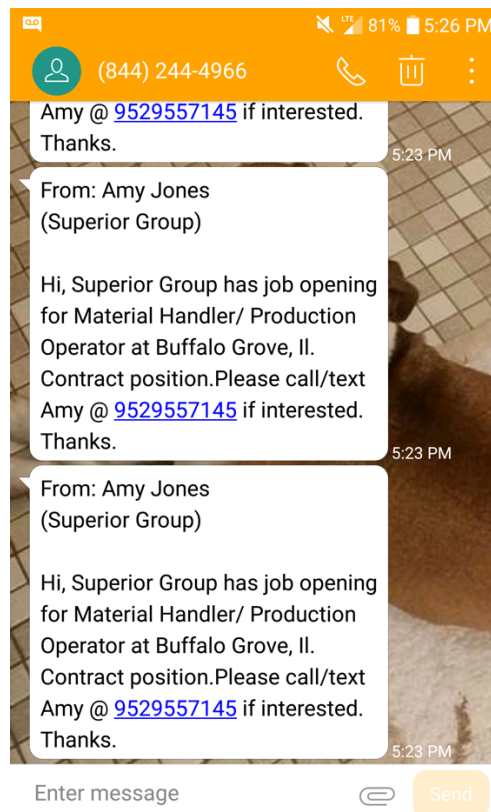 LTE 81% 5:26 PM
(844) 244-4966
Amy @ 9529557145 if interested.
Thanks.
5:23 PM
From: Amy Jones
(Superior Group)
Hi, Superior Group has job opening
for Material Handler/ Production
Operator at Buffalo Grove, Il.
Contract position.Please call/text
Amy @ 9529557145 if interested.
Thanks.
5:23 PM
From: Amy Jones
(Superior Group)
Hi, Superior Group has job opening
for Material Handler/ Production
Operator at Buffalo Grove, Il.
Contract position.Please call/text
Amy @ 9529557145 if interested.
Thanks.
5:23 PM
Enter message
Send